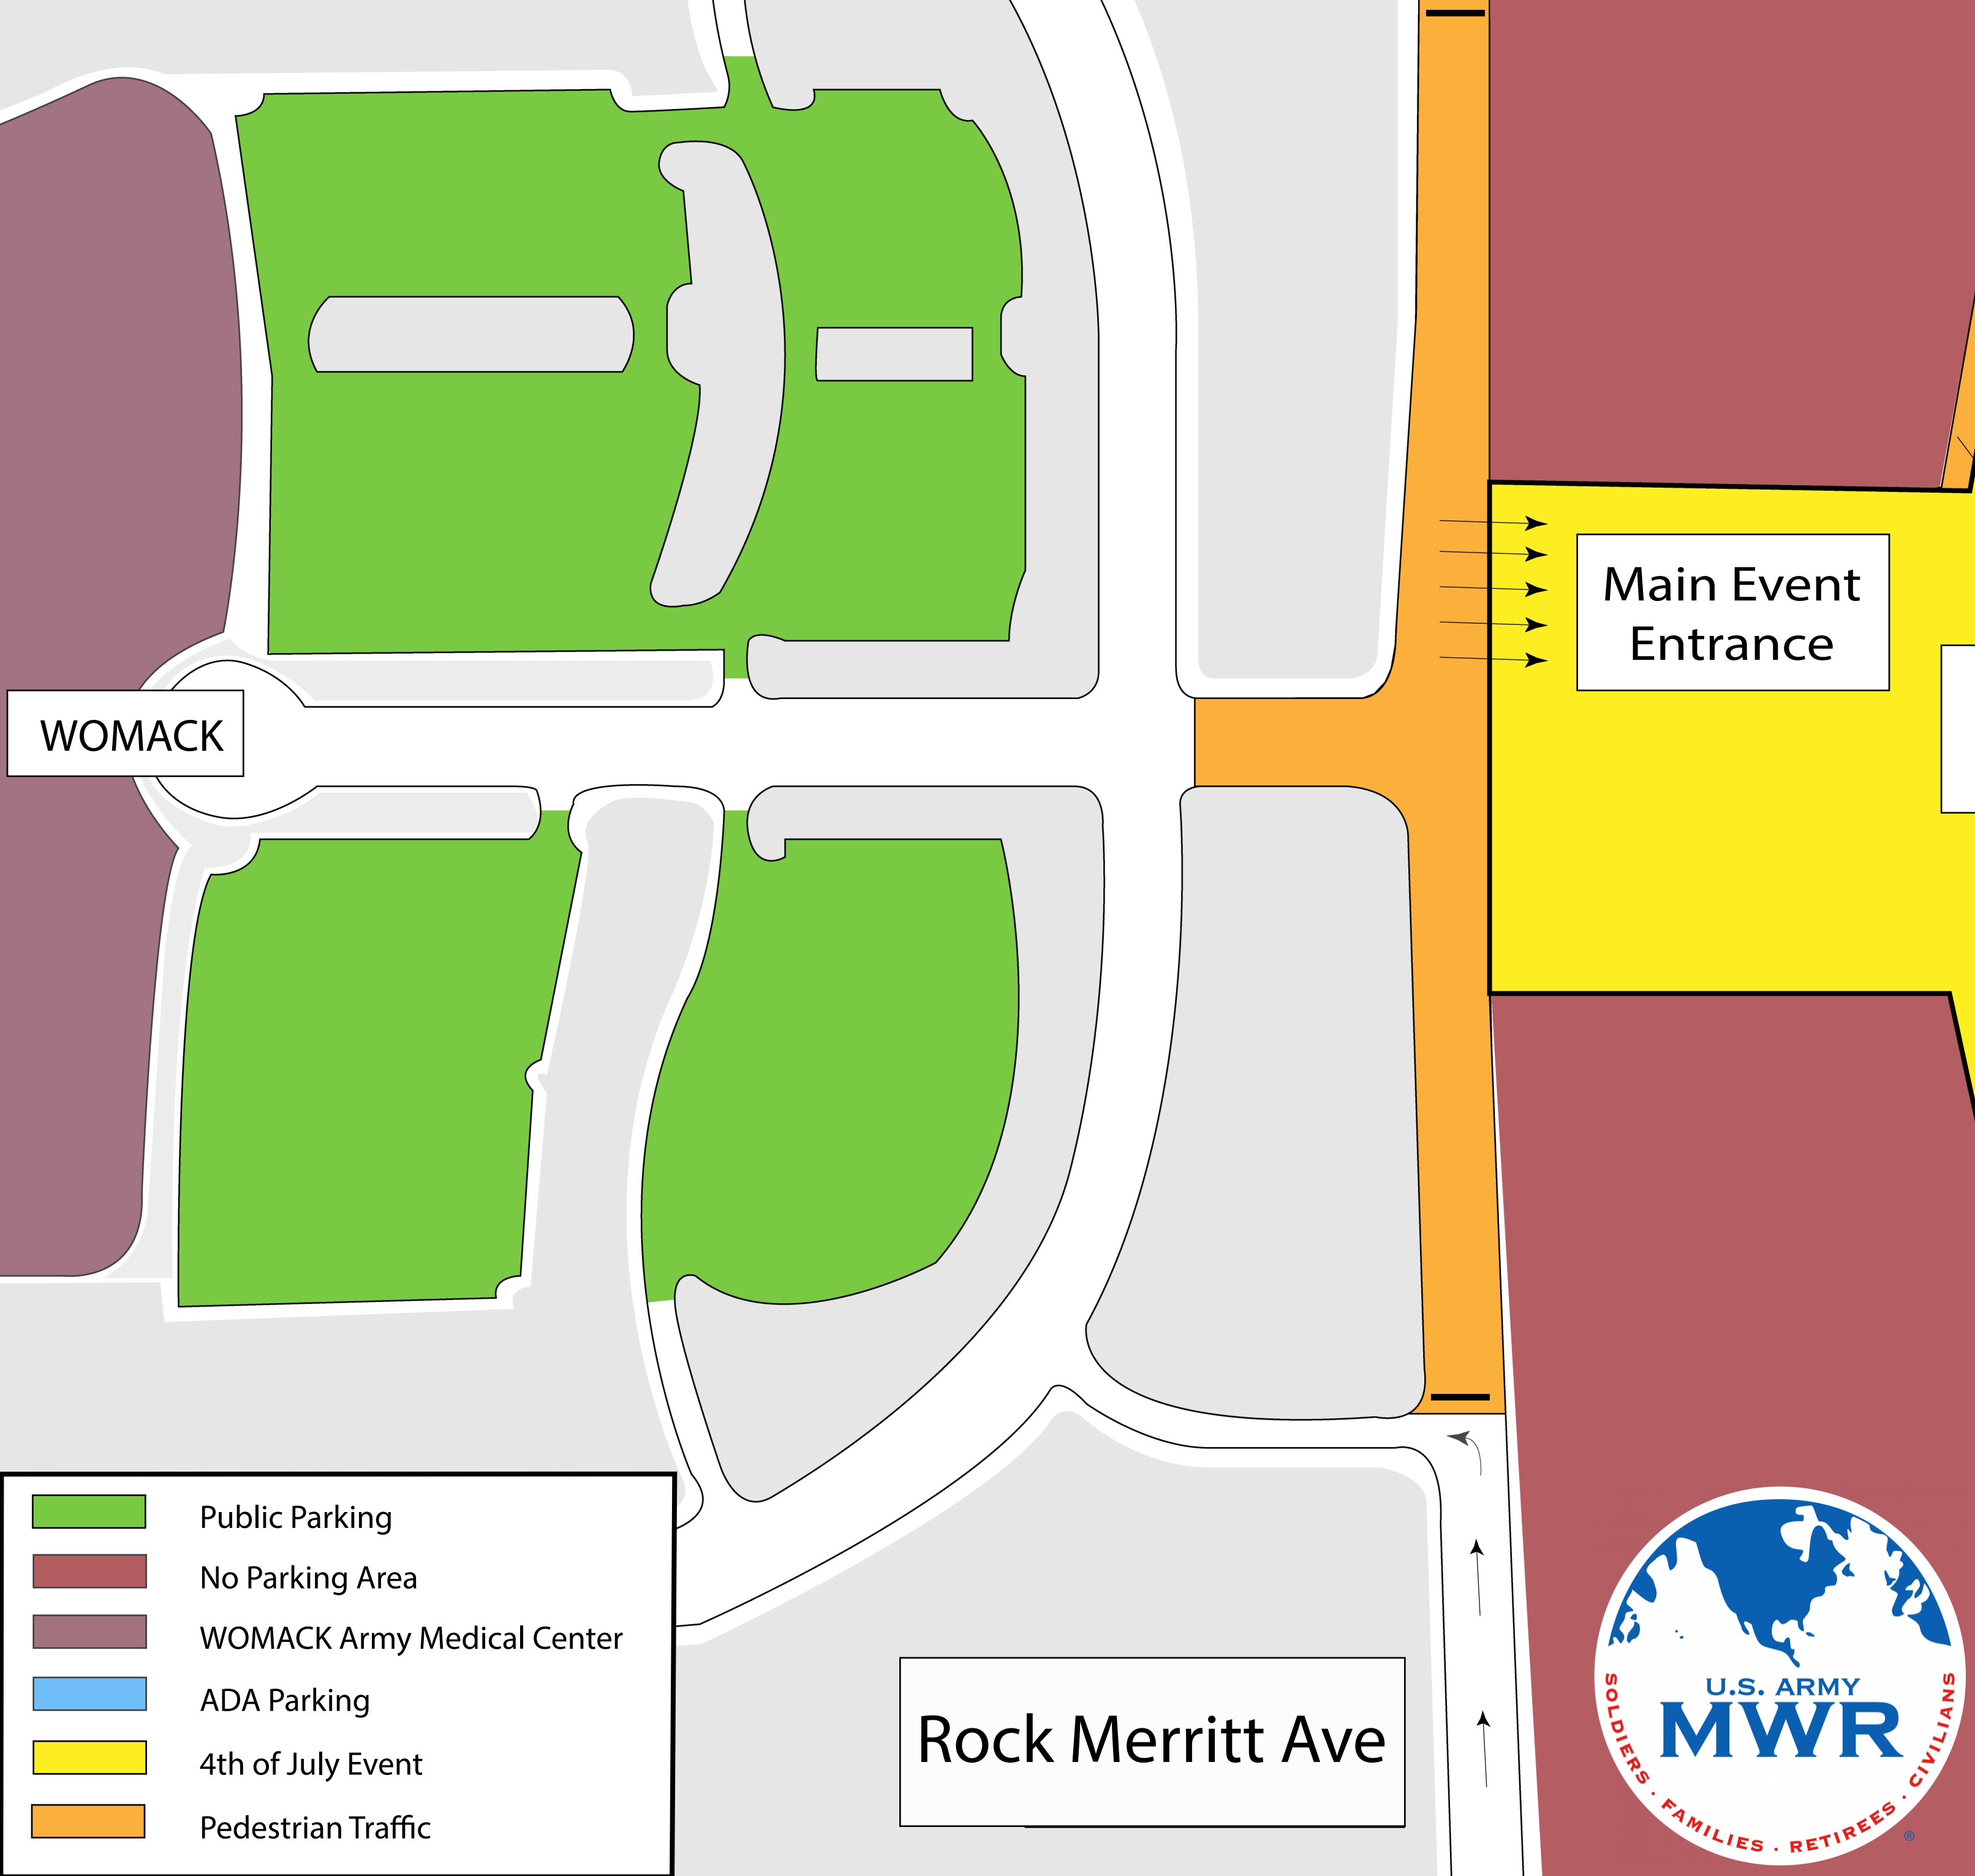 Main Event
Entrance
WOMACK
Public Parking
No Parking Area
WOMACK Army Medical Center
ADA Parking
4th of July Event
Pedestrian Traffic
Rock Merritt Ave
U.S. ARMY
MWR
SOLDIERS · FAMILIES · RETIREES · CIVILIANS
®